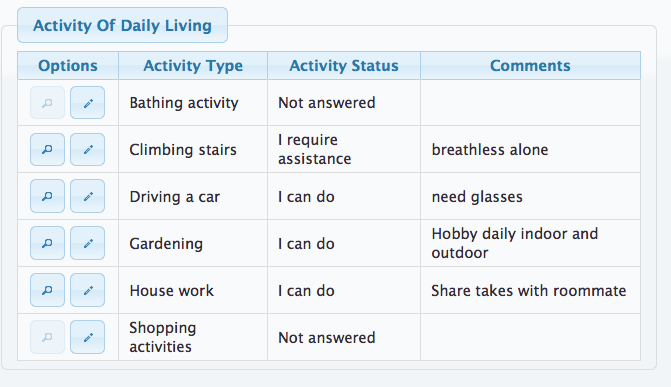 Activity Of Daily Living
Options Activity Type Activity Status Comments
Bathing activity Not answered
Climbing stairs I require assistance breathless alone
Driving a car I can do need glasses
Gardening I can do Hobby daily indoor and outdoor
House work I can do Share takes with roommate
Shopping activities Not answered